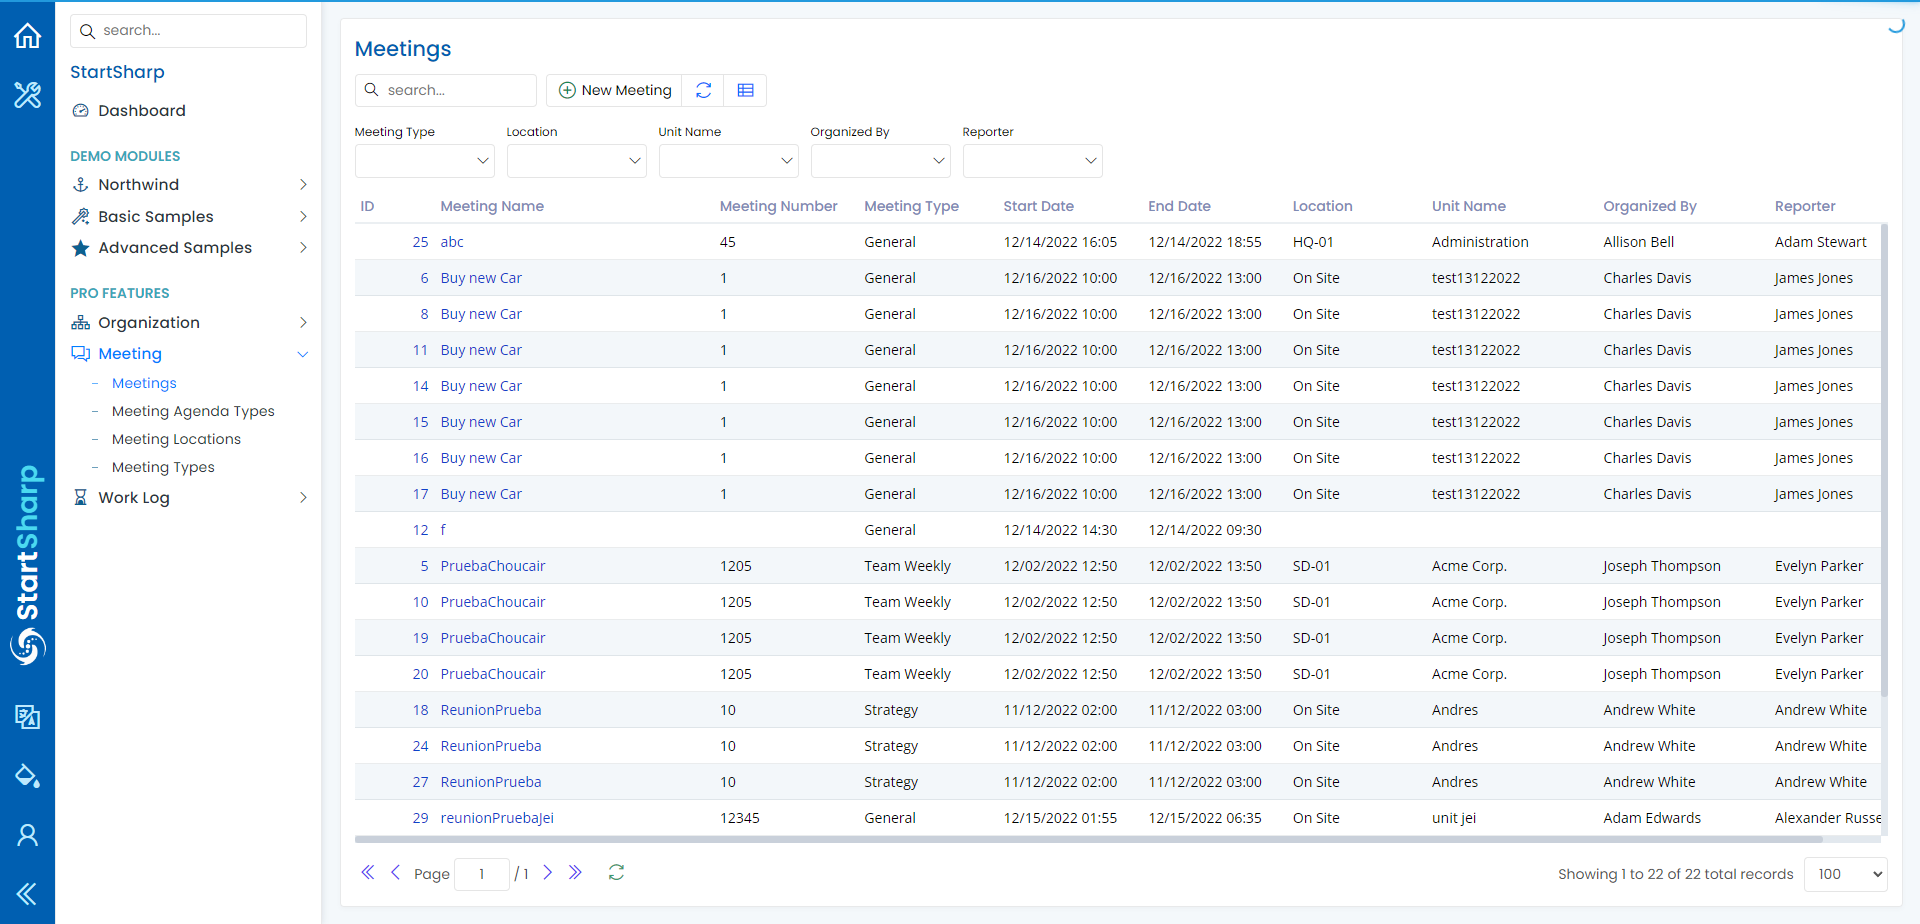 search...
StartSharp
Dashboard
DEMO MODULES
Northwind
Basic Samples
Advanced Samples
PRO FEATURES
Organization
Meeting
- Meetings
- Meeting Agenda Types
- Meeting Locations
- Meeting Types
Work Log
StartSharp
Meetings
search...
New Meeting
Meeting Type Location Unit Name Organized By Reporter
ID Meeting Name Meeting Number Meeting Type Start Date End Date Location Unit Name Organized By Reporter
25 abc 45 General 12/14/2022 16:05 12/14/2022 18:55 HQ-01 Administration Allison Bell Adam Stewart
6 Buy new Car 1 General 12/16/2022 10:00 12/16/2022 13:00 On Site test13122022 Charles Davis James Jones
8 Buy new Car 1 General 12/16/2022 10:00 12/16/2022 13:00 On Site test13122022 Charles Davis James Jones
11 Buy new Car 1 General 12/16/2022 10:00 12/16/2022 13:00 On Site test13122022 Charles Davis James Jones
14 Buy new Car 1 General 12/16/2022 10:00 12/16/2022 13:00 On Site test13122022 Charles Davis James Jones
15 Buy new Car 1 General 12/16/2022 10:00 12/16/2022 13:00 On Site test13122022 Charles Davis James Jones
16 Buy new Car 1 General 12/16/2022 10:00 12/16/2022 13:00 On Site test13122022 Charles Davis James Jones
17 Buy new Car 1 General 12/16/2022 10:00 12/16/2022 13:00 On Site test13122022 Charles Davis James Jones
12 f General 12/14/2022 14:30 12/14/2022 09:30
5 PruebaChoucair 1205 Team Weekly 12/02/2022 12:50 12/02/2022 13:50 SD-01 Acme Corp. Joseph Thompson Evelyn Parker
10 PruebaChoucair 1205 Team Weekly 12/02/2022 12:50 12/02/2022 13:50 SD-01 Acme Corp. Joseph Thompson Evelyn Parker
19 PruebaChoucair 1205 Team Weekly 12/02/2022 12:50 12/02/2022 13:50 SD-01 Acme Corp. Joseph Thompson Evelyn Parker
20 PruebaChoucair 1205 Team Weekly 12/02/2022 12:50 12/02/2022 13:50 SD-01 Acme Corp. Joseph Thompson Evelyn Parker
18 ReunionPrueba 10 Strategy 11/12/2022 02:00 11/12/2022 03:00 On Site Andres Andrew White Andrew White
24 ReunionPrueba 10 Strategy 11/12/2022 02:00 11/12/2022 03:00 On Site Andres Andrew White Andrew White
27 ReunionPrueba 10 Strategy 11/12/2022 02:00 11/12/2022 03:00 On Site Andres Andrew White Andrew White
29 reunionPruebaJei 12345 General 12/15/2022 01:55 12/15/2022 06:35 On Site unit jei Adam Edwards Alexander Russe
Page 1 / 1
Showing 1 to 22 of 22 total records 100